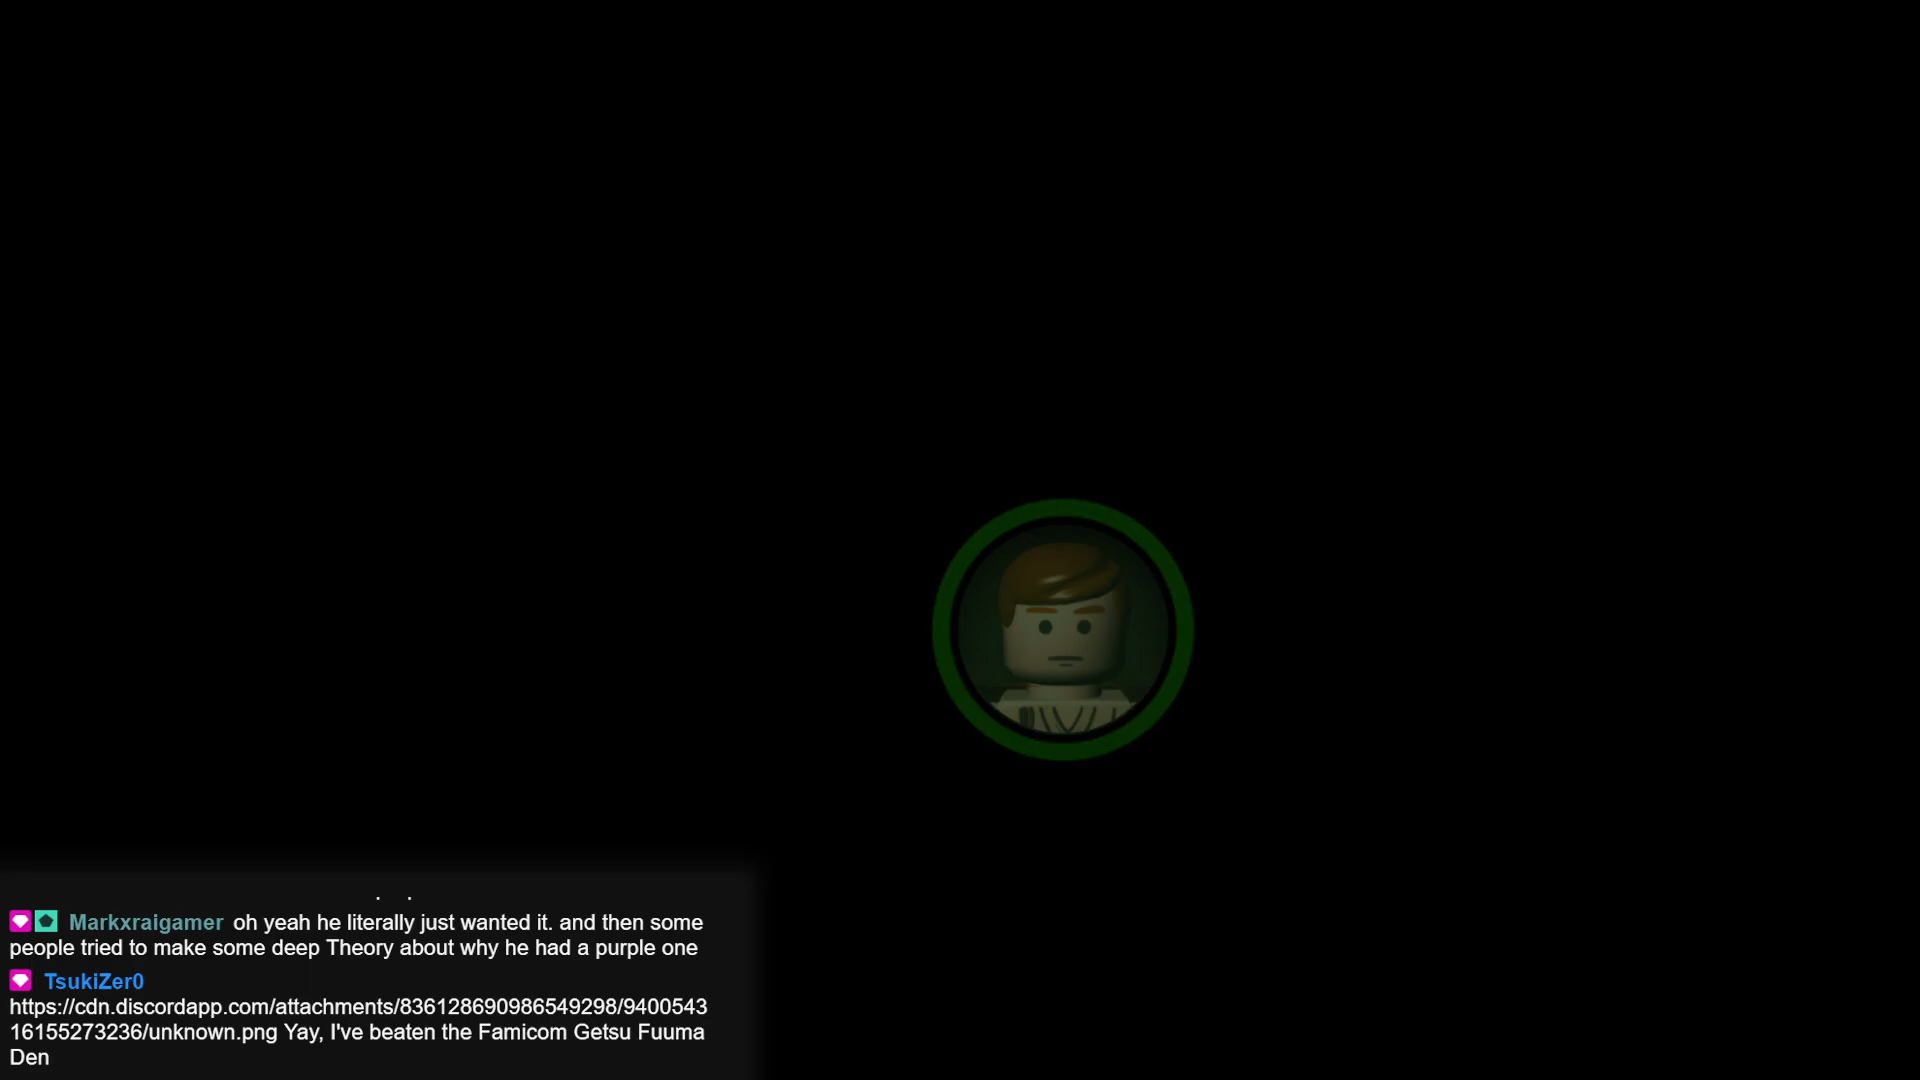 Markxraigamer oh yeah he literally just wanted it. and then some
people tried to make some deep Theory about why he had a purple one
TsukiZer0
https://cdn.discordapp.com/attachments/836128690986549298/9400543
16155273236/unknown.png Yay, I've beaten the Famicom Getsu Fuuma
Den